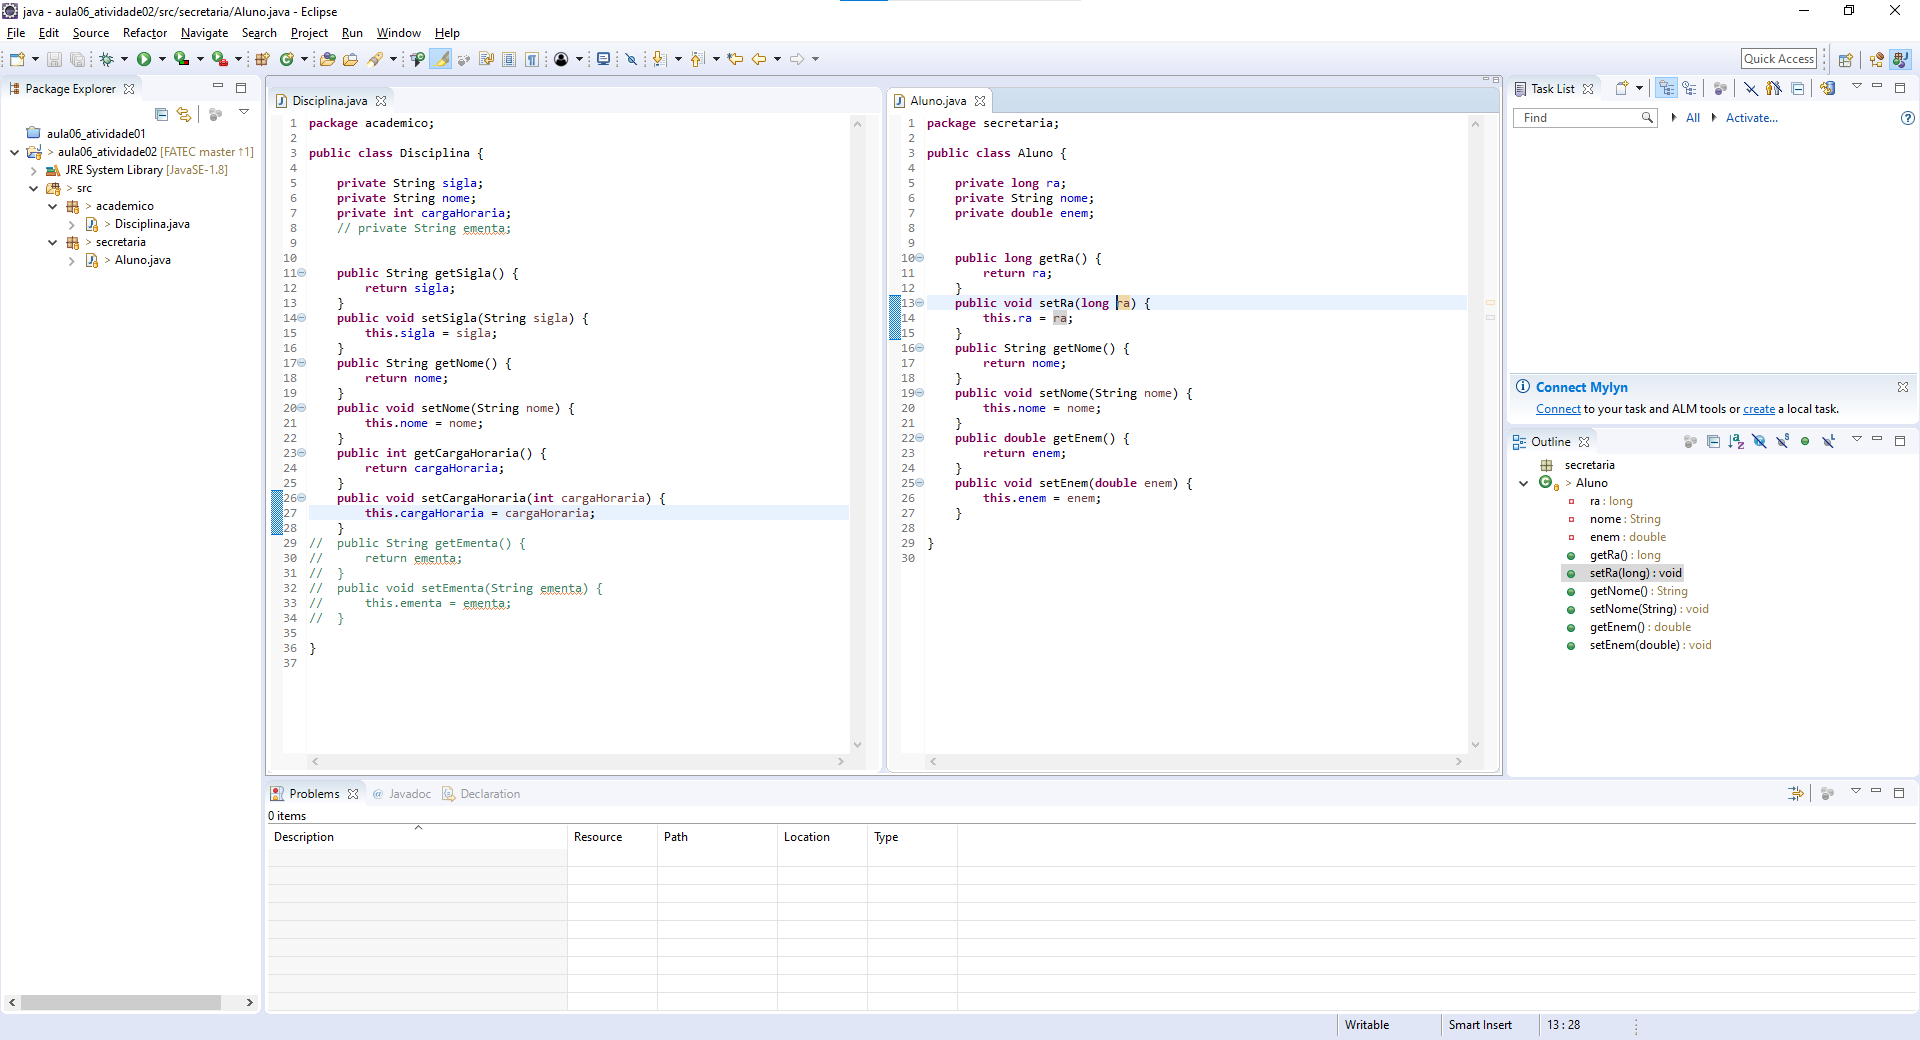 java - aula06_atividade02/src/secretaria/Aluno.java - Eclipse
File Edit Source Refactor Navigate Search Project Run Window Help
Quick Access
Package Explorer
aula06_atividade01
> aula06_atividade02 [FATEC master ↑1]
JRE System Library [JavaSE-1.8]
> src
> academico
> Disciplina.java
> secretaria
> Aluno.java
Disciplina.java
1 package academico;
2
3 public class Disciplina {
4
5 private String sigla;
6 private String nome;
7 private int cargaHoraria;
8 // private String ementa;
9
10
11 public String getSigla() {
12 return sigla;
13 }
14 public void setSigla(String sigla) {
15 this.sigla = sigla;
16 }
17 public String getNome() {
18 return nome;
19 }
20 public void setNome(String nome) {
21 this.nome = nome;
22 }
23 public int getCargaHoraria() {
24 return cargaHoraria;
25 }
26 public void setCargaHoraria(int cargaHoraria) {
27 this.cargaHoraria = cargaHoraria;
28 }
29 // public String getEmenta() {
30 // return ementa;
31 // }
32 // public void setEmenta(String ementa) {
33 // this.ementa = ementa;
34 // }
35
36 }
37
Aluno.java
1 package secretaria;
2
3 public class Aluno {
4
5 private long ra;
6 private String nome;
7 private double enem;
8
9
10 public long getRa() {
11 return ra;
12 }
13 public void setRa(long ra) {
14 this.ra = ra;
15 }
16 public String getNome() {
17 return nome;
18 }
19 public void setNome(String nome) {
20 this.nome = nome;
21 }
22 public double getEnem() {
23 return enem;
24 }
25 public void setEnem(double enem) {
26 this.enem = enem;
27 }
28
29 }
30
Task List
Find All Activate...
Connect Mylyn
Connect to your task and ALM tools or create a local task.
Outline
secretaria
> Aluno
ra : long
nome : String
enem : double
getRa() : long
setRa(long) : void
getNome() : String
setNome(String) : void
getEnem() : double
setEnem(double) : void
Problems @ Javadoc Declaration
0 items
Description Resource Path Location Type
Writable Smart Insert 13 : 28